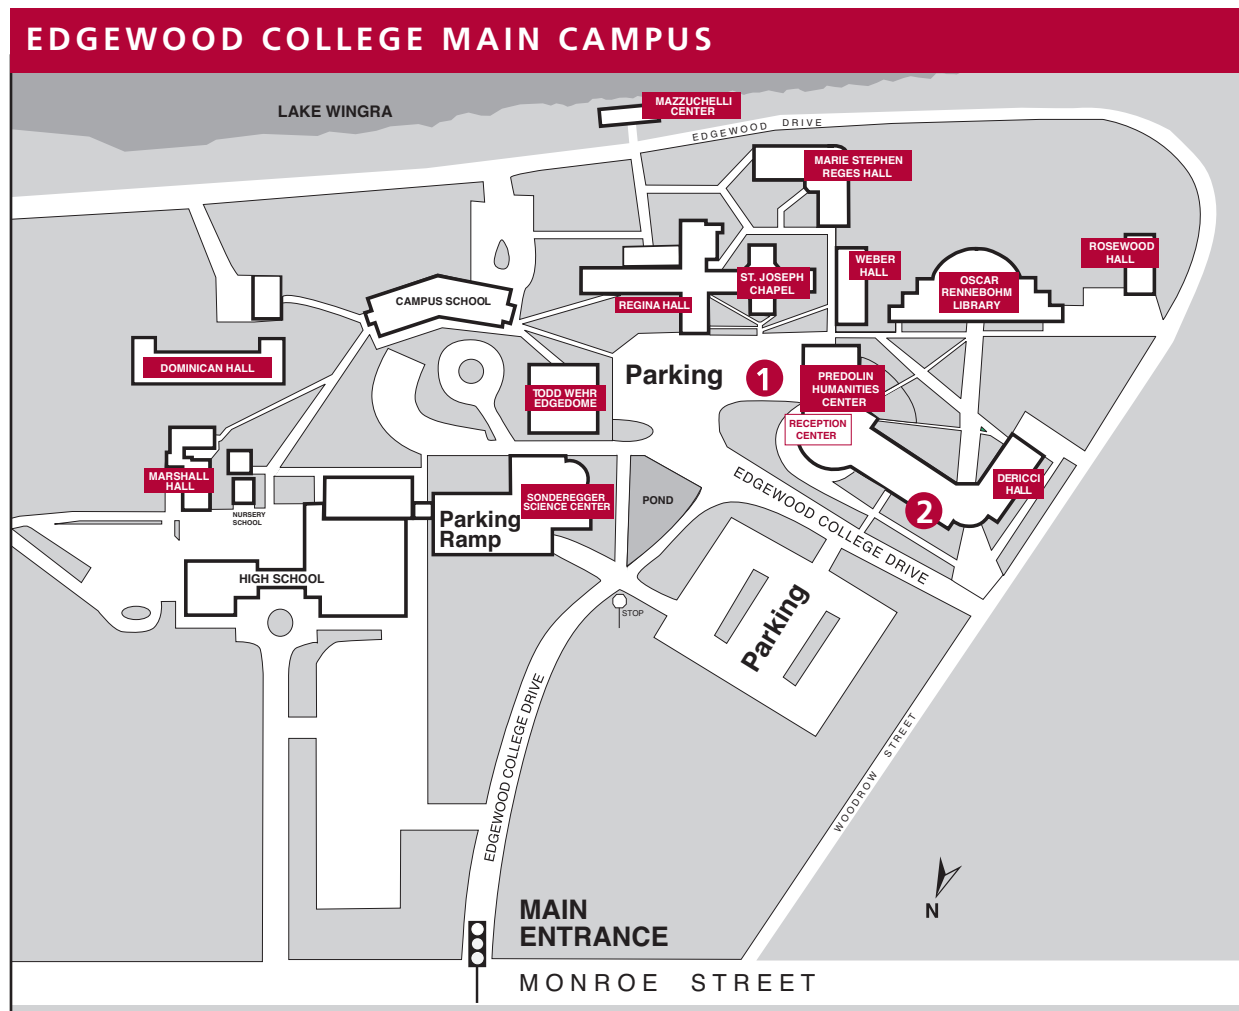 EDGEWOOD COLLEGE MAIN CAMPUS
LAKE WINGRA
MAZZUCHELLI
CENTER
EDGEWOOD DRIVE
MARIE STEPHEN
REGES HALL
ROSEWOOD
HALL
WEBER
HALL
ST. JOSEPH
CHAPEL
OSCAR
RENNEBOHM
LIBRARY
REGINA HALL
CAMPUS SCHOOL
DOMINICAN HALL
Parking
1
PREDOLIN
HUMANITIES
CENTER
TODD WEHR
EDGEDOME
RECEPTION
CENTER
MARSHALL
HALL
NURSERY
SCHOOL
SONDEREGGER
SCIENCE CENTER
POND
EDGEWOOD COLLEGE DRIVE
DERICCI
HALL
2
Parking
Ramp
HIGH SCHOOL
STOP
Parking
EDGEWOOD COLLEGE DRIVE
WOODROW STREET
N
MAIN
ENTRANCE
MONROE STREET